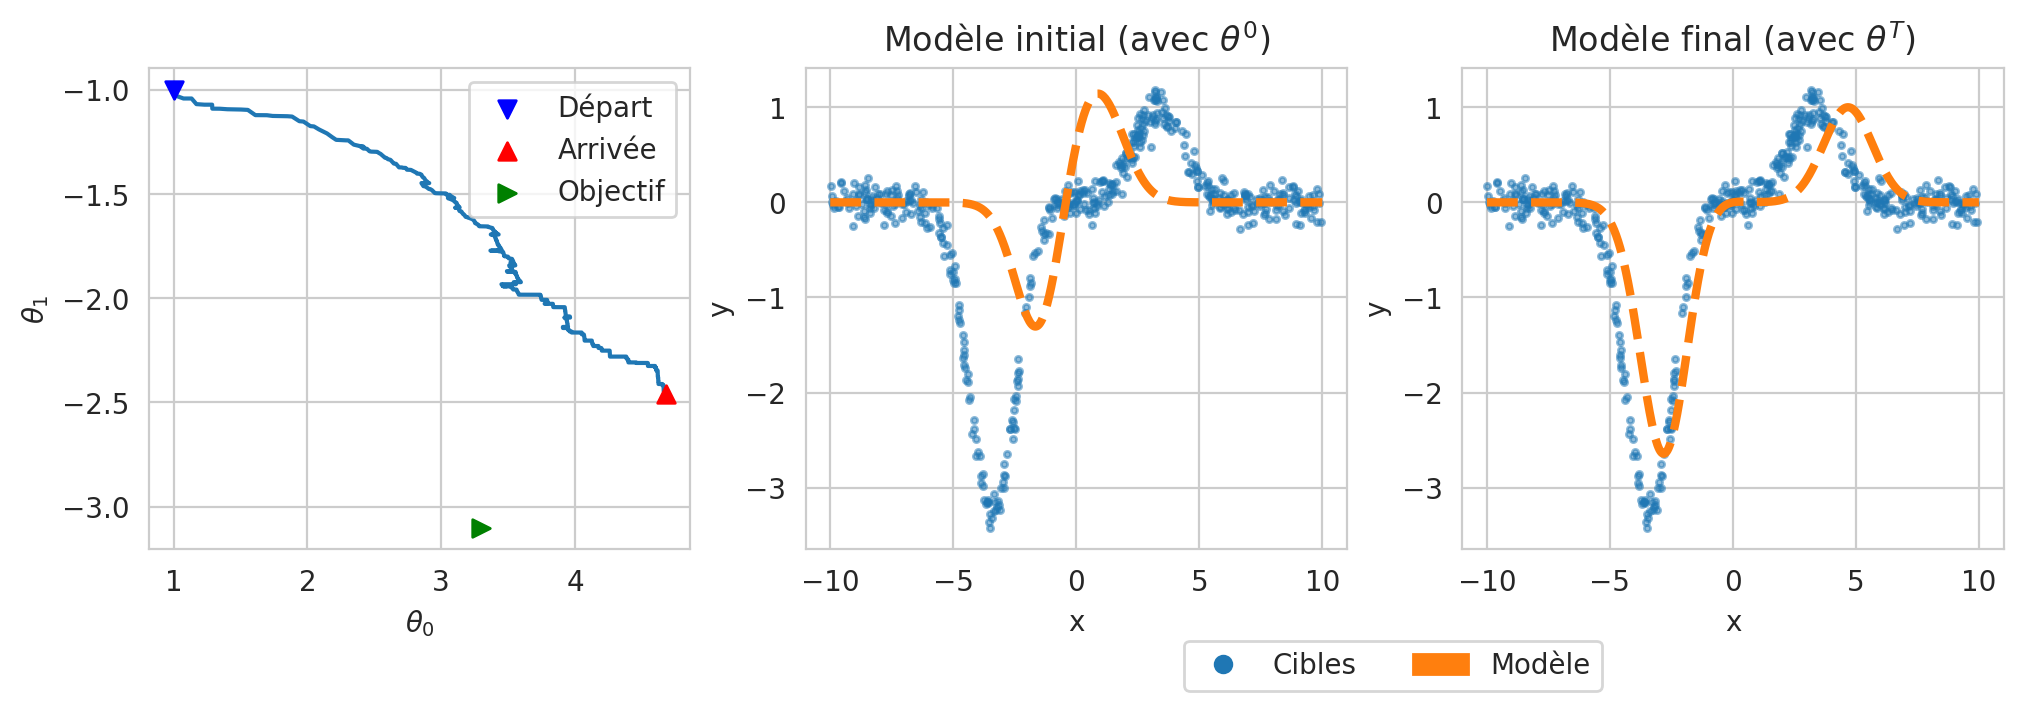 −1.0
−1.5
−2.0
−2.5
−3.0
θ1
1
2
3
4
θ0
Départ
Arrivée
Objectif
Modèle initial (avec θ^0)
1
0
−1
−2
−3
y
−10
−5
0
5
10
x
Modèle final (avec θ^T)
1
0
−1
−2
−3
y
−10
−5
0
5
10
x
Cibles
Modèle